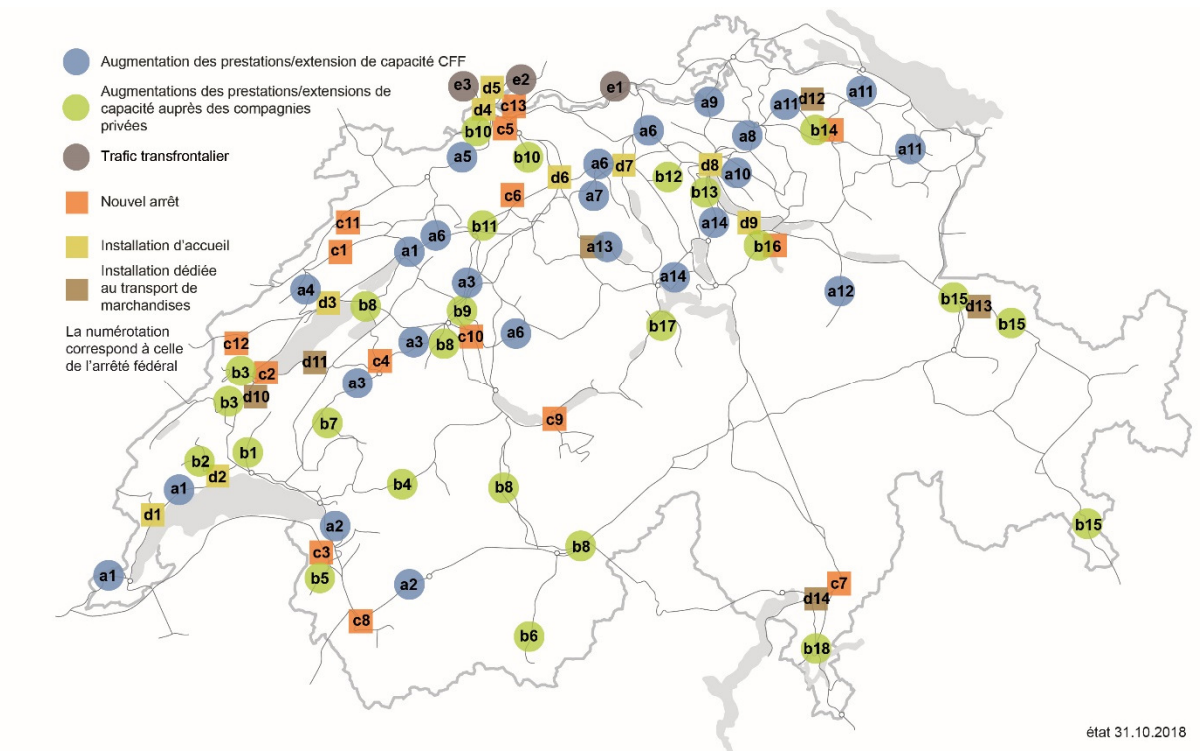 Augmentation des prestations/extension de capacité CFF
Augmentations des prestations/extensions de
capacité auprès des compagnies
privées
Trafic transfrontalier
Nouvel arrêt
Installation d'accueil
Installation dédiée
au transport de
marchandises
La numérotation
correspond à celle
de l'arrêté fédéral
e3
d5
e2
e1
d4
c13
b10
c5
a5
b10
a9
a11
d12
a11
a6
a8
b14
a11
a6
d7
d6
b12
d8
a10
c6
a7
b13
c11
a6
b11
a14
d9
c1
a1
a13
b16
a4
d3
b8
a3
a14
a12
b15
d13
b15
b9
b17
c12
a3
b8
c10
a6
b3
c2
d11
c4
a3
b3
d10
b7
c9
b2
b1
d2
a1
b4
b8
d1
a2
b15
c3
b8
a1
b5
a2
c7
d14
c8
b6
b18
état 31.10.2018